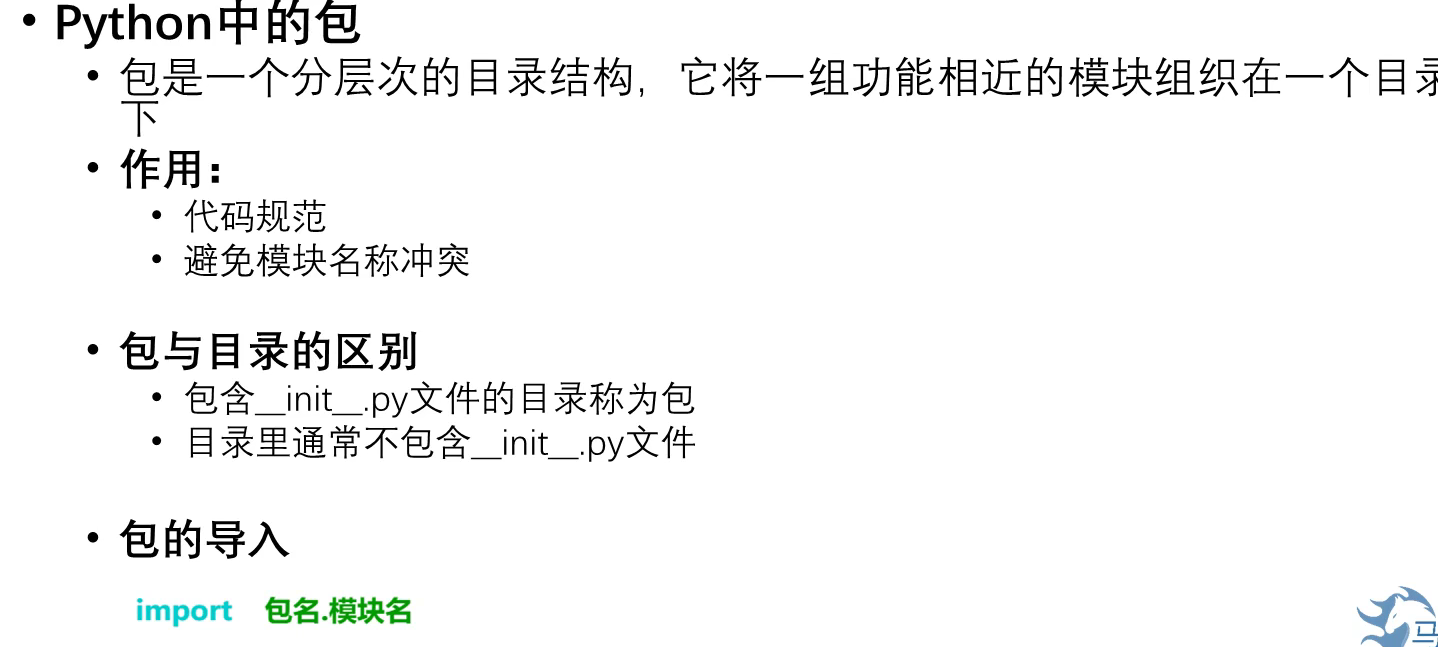 • Python中的包
• 包是一个分层次的目录结构，它将一组功能相近的模块组织在一个目录
下
• 作用：
• 代码规范
• 避免模块名称冲突
• 包与目录的区别
• 包含__init__.py文件的目录称为包
• 目录里通常不包含__init__.py文件
• 包的导入
import 包名.模块名
马